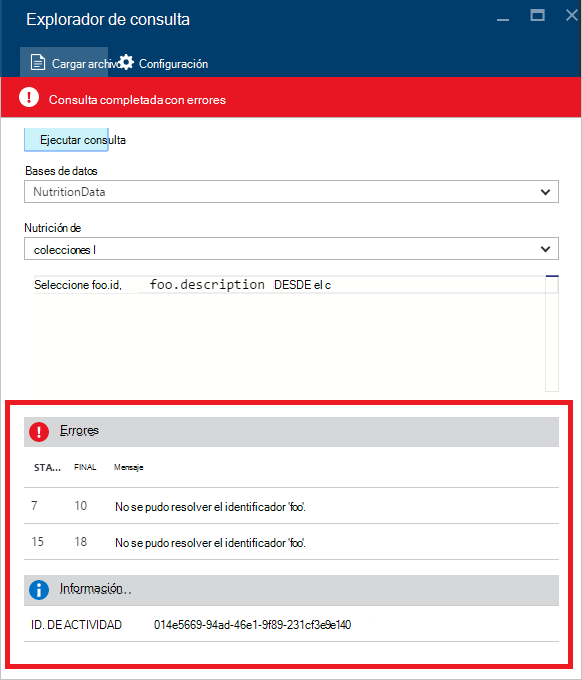 Explorador de consulta
Cargar archivo Configuración
Consulta completada con errores
Ejecutar consulta
Bases de datos
NutritionData
Nutrición de
colecciones l
Seleccione foo.id, foo.description DESDE el c
Errores
STA... FINAL Mensaje
7 10 No se pudo resolver el identificador 'foo'.
15 18 No se pudo resolver el identificador 'foo'.
Información..
ID. DE ACTIVIDAD 014e5669-94ad-46e1-9f89-231cf3e9e140